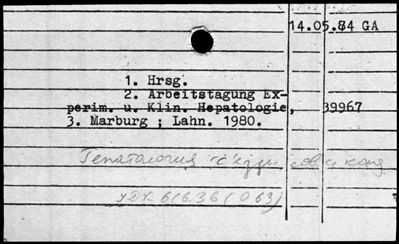 14.05.84 GA
1. Hrsg.
2. Arbeitstagung Ex-
perim. u. Klin. Hepatologie, 39967
3. Marburg ; Lahn. 1980.
Гепатология съезды
УДК 616.36 (063)